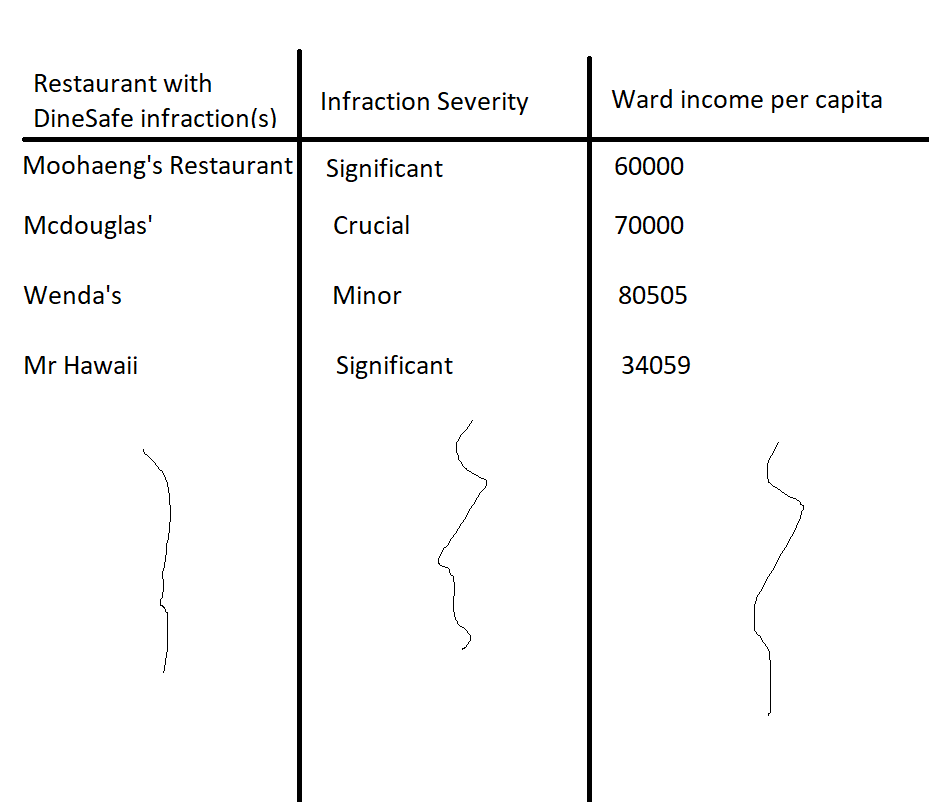 Restaurant with
DineSafe infraction(s)
Infraction Severity
Ward income per capita
Moohaeng's Restaurant Significant 60000
Mcdouglas' Crucial 70000
Wenda's Minor 80505
Mr Hawaii Significant 34059